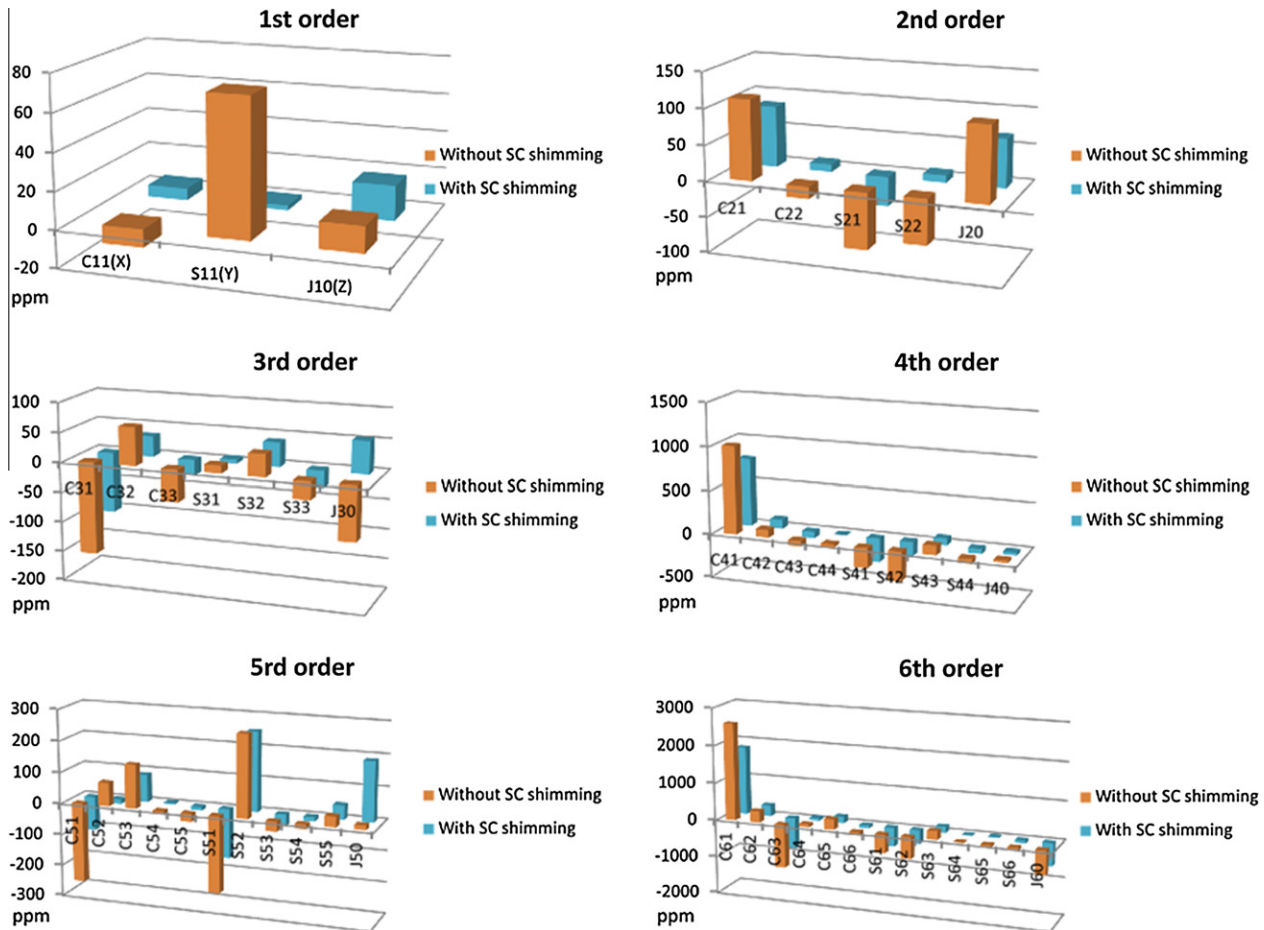 1st order
80
60
40
20
0
-20
ppm
C11(X)
S11(Y)
J10(Z)
Without SC shimming
With SC shimming
2nd order
150
100
50
0
-50
-100
ppm
C21
C22
S21
S22
J20
Without SC shimming
With SC shimming
3rd order
100
50
0
-50
-100
-150
-200
ppm
C31
C32
C33
S31
S32
S33
J30
Without SC shimming
With SC shimming
4th order
1500
1000
500
0
-500
ppm
C41
C42
C43
C44
S41
S42
S43
S44
J40
Without SC shimming
With SC shimming
5rd order
300
200
100
0
-100
-200
-300
ppm
C51
C52
C53
C54
C55
S51
S52
S53
S54
S55
J50
Without SC shimming
With SC shimming
6th order
3000
2000
1000
0
-1000
-2000
ppm
C61
C62
C63
C64
C65
C66
S61
S62
S63
S64
S65
S66
J60
Without SC shimming
With SC shimming